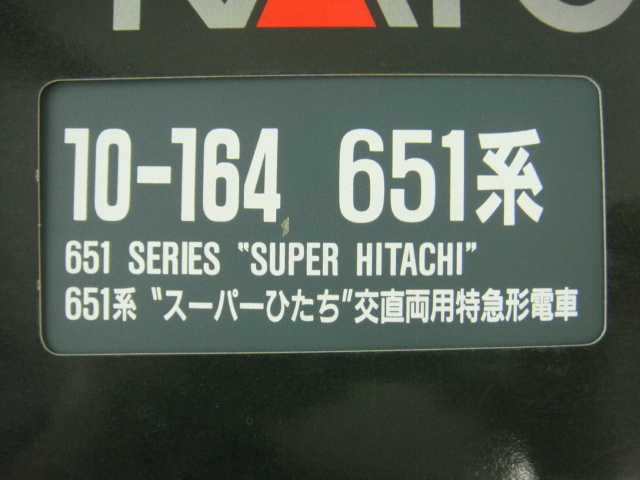 KATO
10-164 651系
651 SERIES "SUPER HITACHI"
651系 "スーパーひたち"交直両用特急形電車